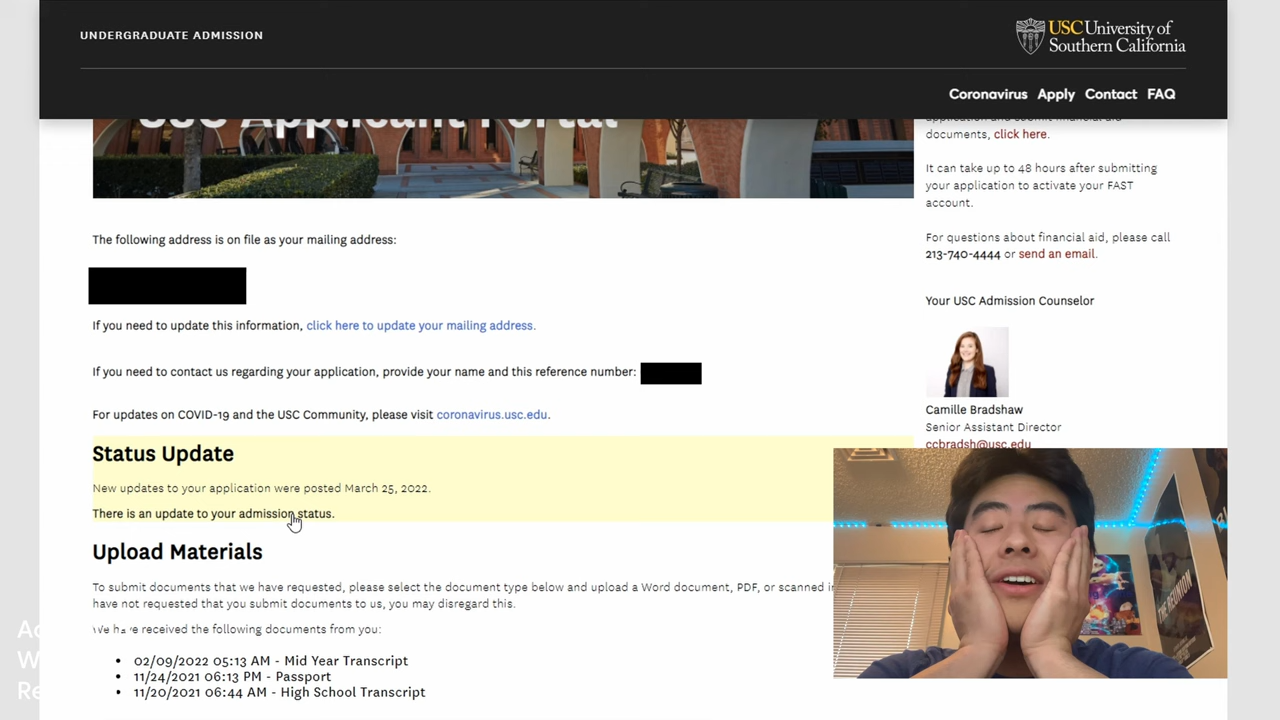 UNDERGRADUATE ADMISSION
USC University of
Southern California
Coronavirus Apply Contact FAQ
USC Applicant Portal
documents, click here.
It can take up to 48 hours after submitting
your application to activate your FAST
account.
For questions about financial aid, please call
213-740-4444 or send an email.
Your USC Admission Counselor
Camille Bradshaw
Senior Assistant Director
ccbradsh@usc.edu
The following address is on file as your mailing address:
If you need to update this information, click here to update your mailing address.
If you need to contact us regarding your application, provide your name and this reference number:
For updates on COVID-19 and the USC Community, please visit coronavirus.usc.edu.
Status Update
New updates to your application were posted March 25, 2022.
There is an update to your admission status.
Upload Materials
To submit documents that we have requested, please select the document type below and upload a Word document, PDF, or scanned
have not requested that you submit documents to us, you may disregard this.
We have received the following documents from you:
• 02/09/2022 05:13 AM - Mid Year Transcript
• 11/24/2021 06:13 PM - Passport
• 11/20/2021 06:44 AM - High School Transcript